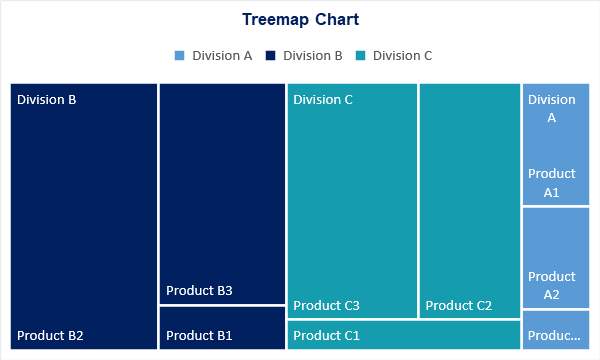 Treemap Chart
Division A Division B Division C
Division B
Product B2
Product B3
Product B1
Division C
Product C3
Product C2
Product C1
Division
A
Product
A1
Product
A2
Produc...